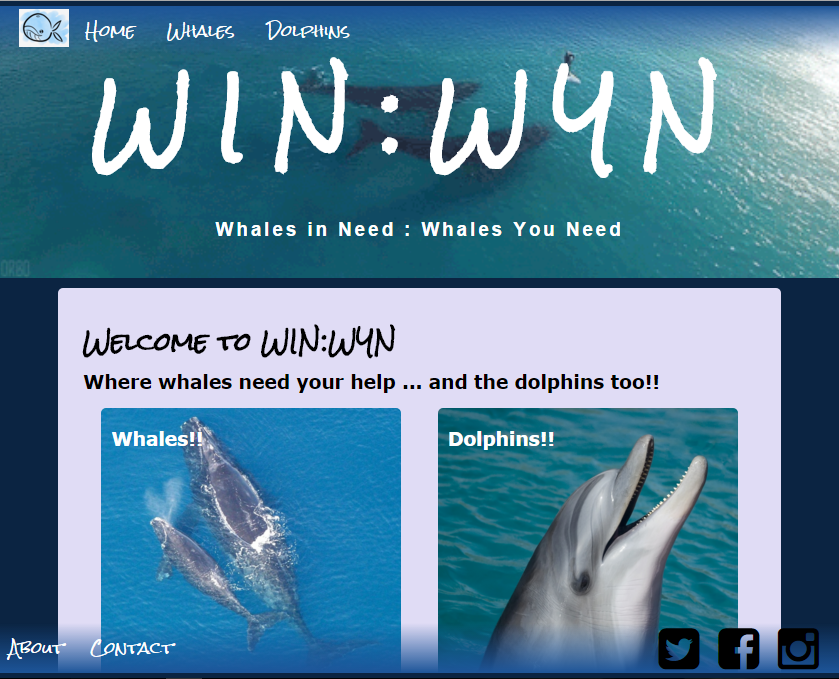 Home Whales Dolphins
WIN:WYN
Whales in Need : Whales You Need
Welcome to WIN:WYN
Where whales need your help ... and the dolphins too!!
Whales!! Dolphins!!
About Contact